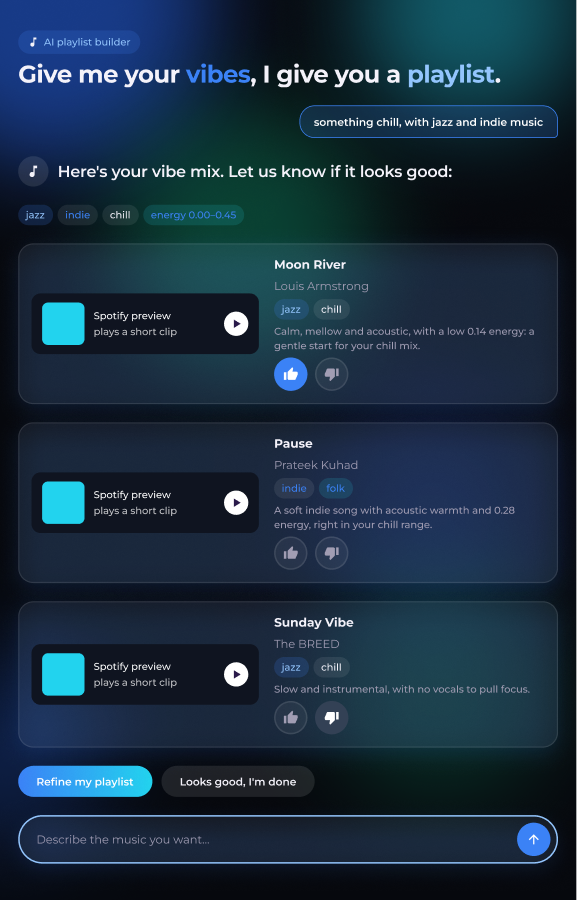 AI playlist builder
Give me your vibes, I give you a playlist.
something chill, with jazz and indie music
Here's your vibe mix. Let us know if it looks good:
jazz indie chill energy 0.00–0.45
Moon River
Louis Armstrong
jazz chill
Spotify preview
plays a short clip
Calm, mellow and acoustic, with a low 0.14 energy: a
gentle start for your chill mix.
Pause
Prateek Kuhad
indie folk
Spotify preview
plays a short clip
A soft indie song with acoustic warmth and 0.28
energy, right in your chill range.
Sunday Vibe
The BREED
jazz chill
Spotify preview
plays a short clip
Slow and instrumental, with no vocals to pull focus.
Refine my playlist Looks good, I'm done
Describe the music you want...